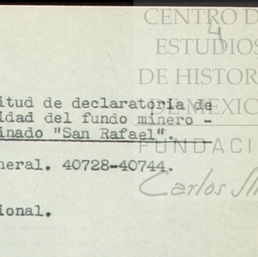 CENTRO D
4
ESTUDIOS
DE HISTOR
itud de declaratoria de
DE MEXIC
idad del fundo minero -
inado "San Rafael".
FUNDACI
neral. 40728-40744.
Carlos Sli
ional.